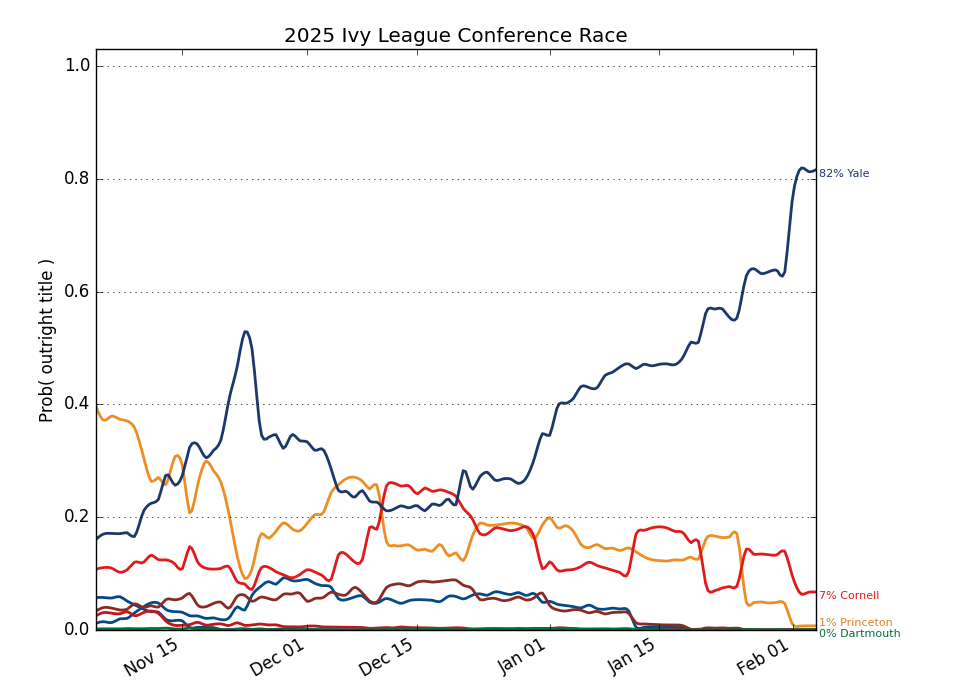 2025 Ivy League Conference Race
Prob( outright title )
1.0
0.8
0.6
0.4
0.2
0.0
Nov 15
Dec 01
Dec 15
Jan 01
Jan 15
Feb 01
82% Yale
7% Cornell
1% Princeton
0% Dartmouth